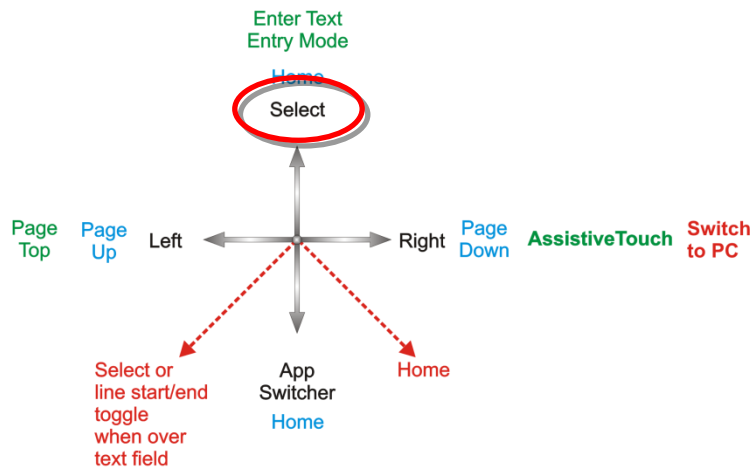 Enter Text
Entry Mode
Home
Select
Page
Top
Page
Up
Left
Right
Page
Down
AssistiveTouch
Switch
to PC
Select or
line start/end
toggle
when over
text field
App
Switcher
Home
Home